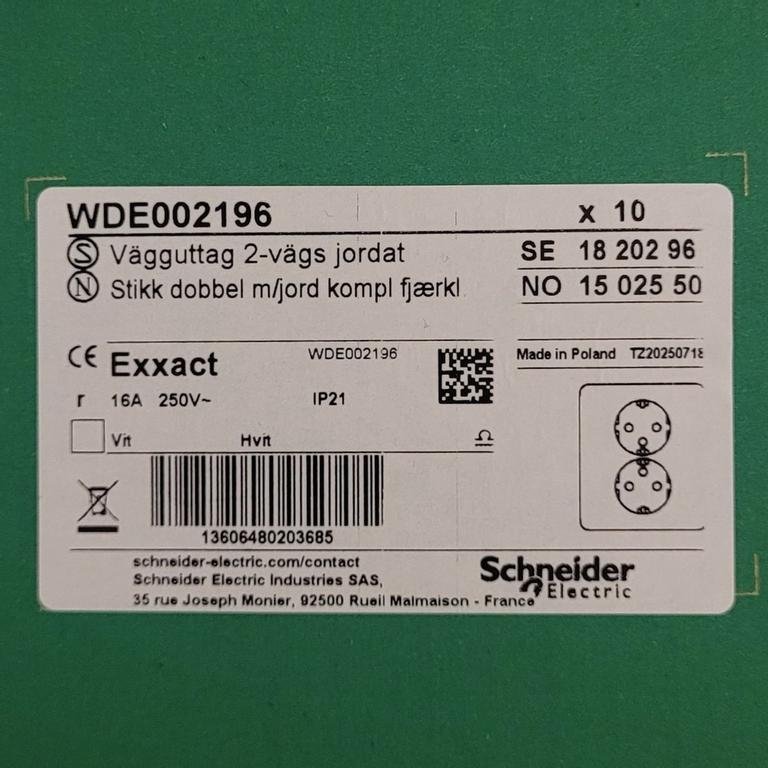 WDE002196 x 10
S Vägguttag 2-vägs jordat SE 18 202 96
N Stikk dobbel m/jord kompl fjærkl NO 15 025 50
CE Exxact WDE002196 Made in Poland TZ20250718
r 16A 250V~ IP21
Vit Hvit
13606480203685
schneider-electric.com/contact
Schneider Electric Industries SAS,
35 rue Joseph Monier, 92500 Rueil Malmaison - France
Schneider
Electric